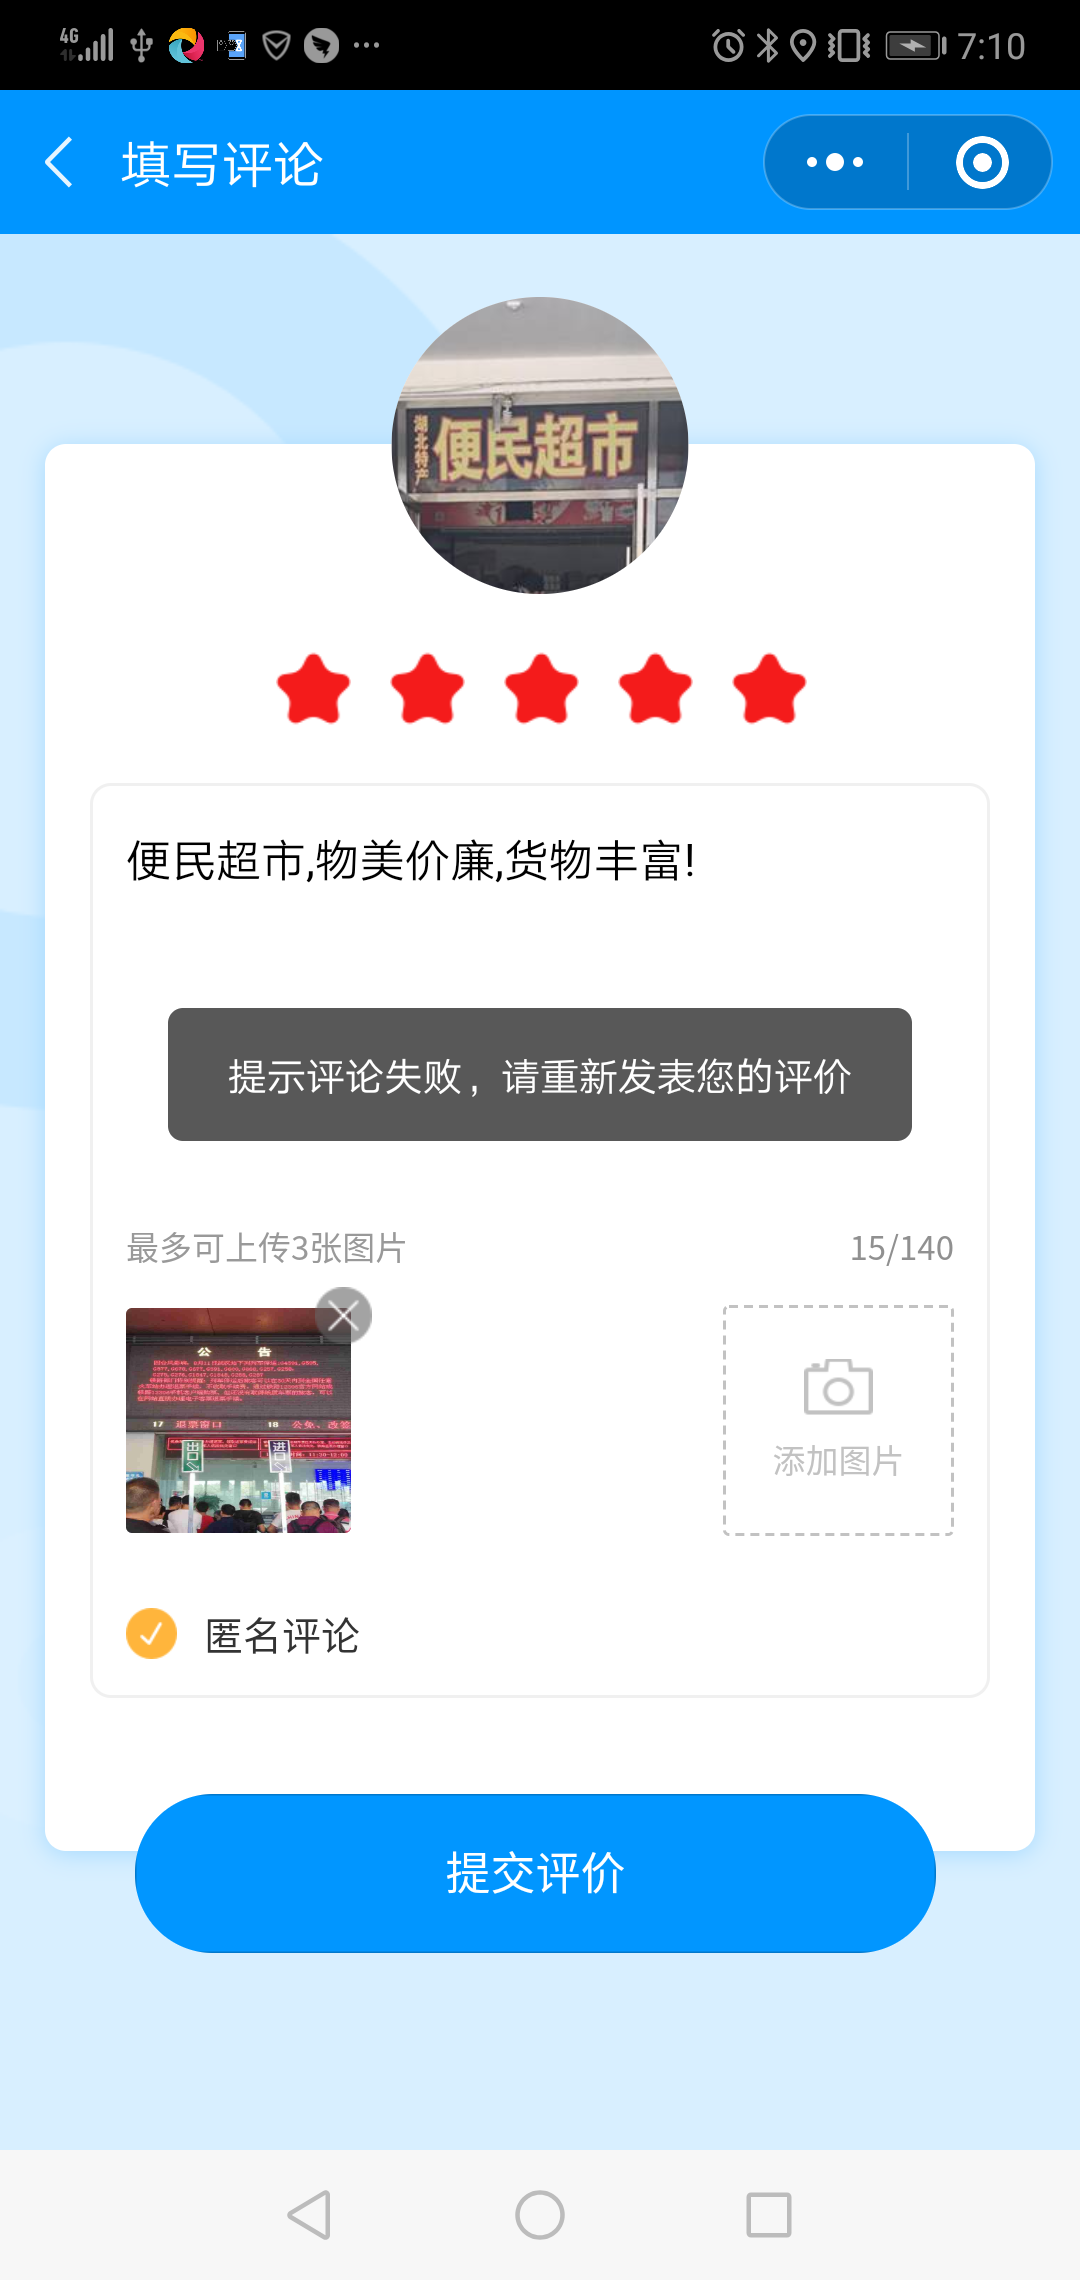 4G
7:10
填写评论
湖北特产
便民超市
便民超市,物美价廉,货物丰富!
提示评论失败，请重新发表您的评价
最多可上传3张图片
15/140
公 告
17 退票窗口
18 公免、改签
出口
进口
添加图片
匿名评论
提交评价